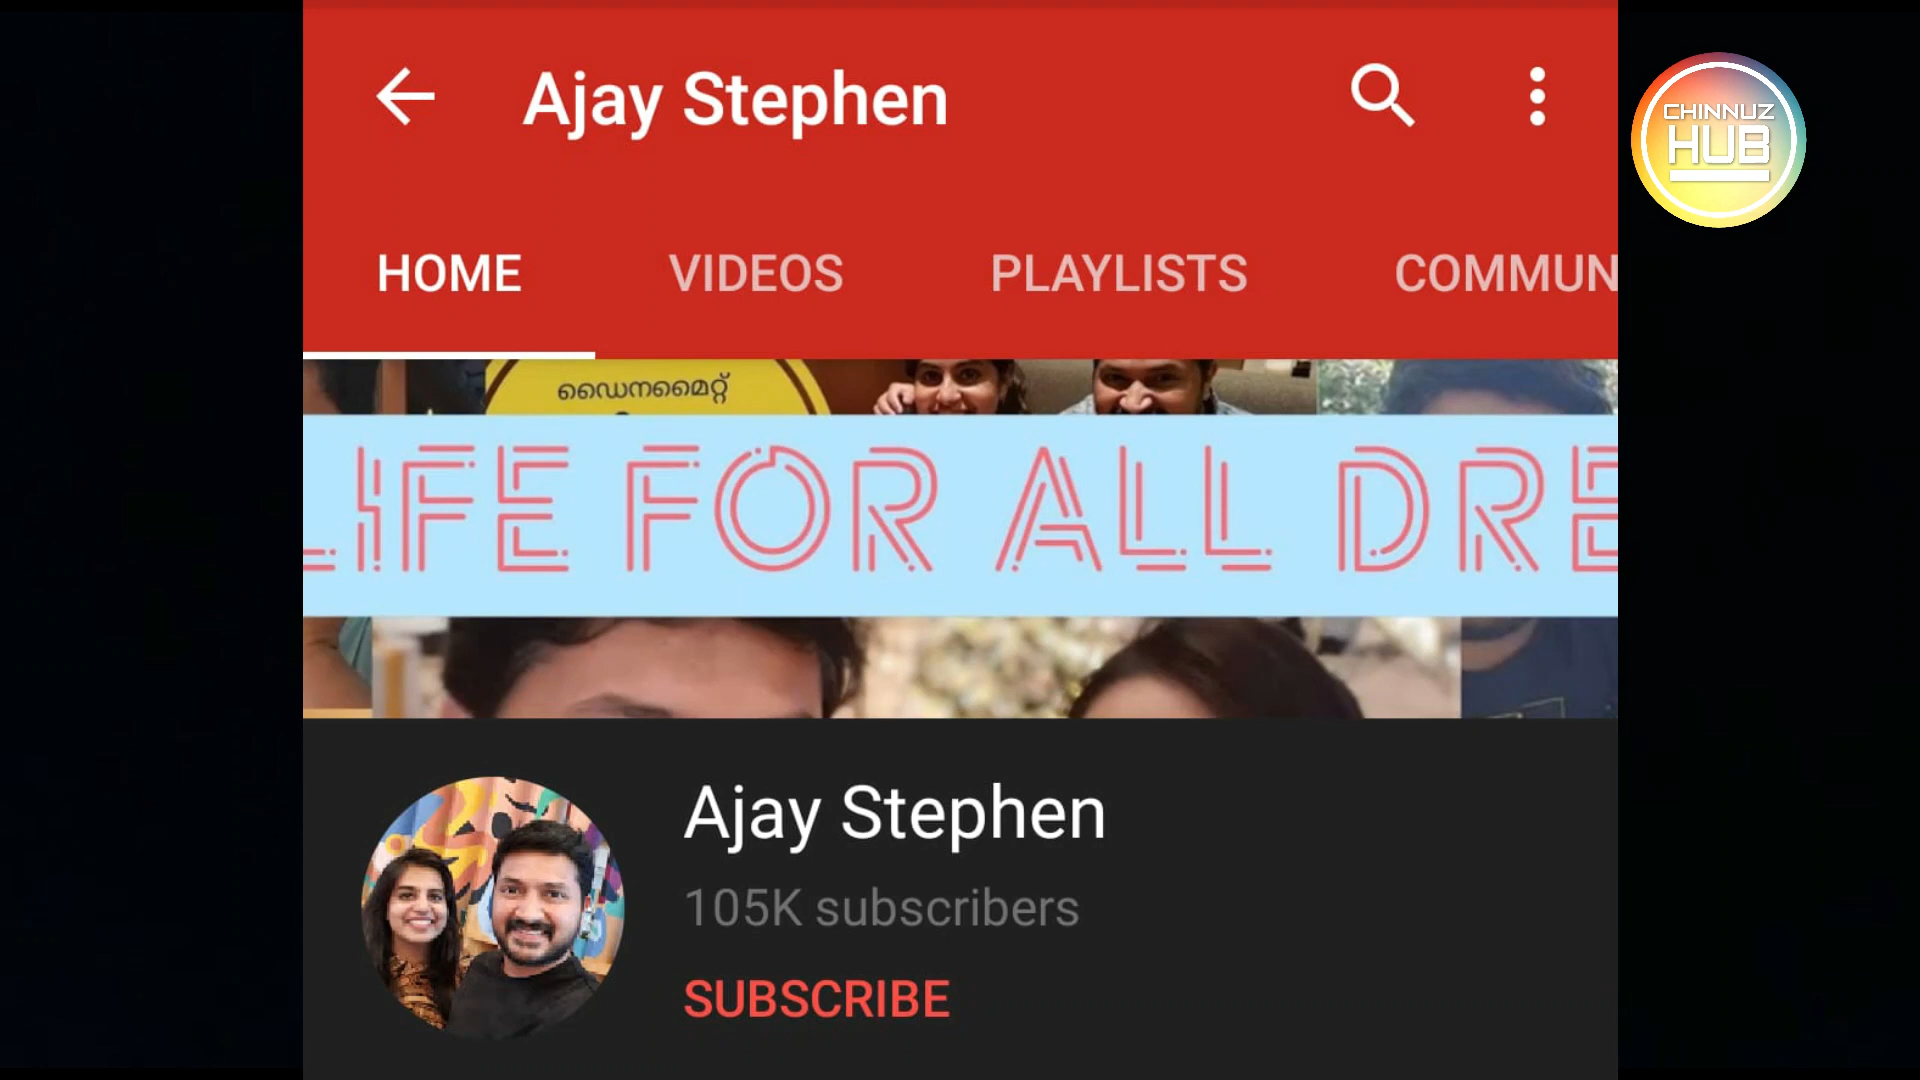 Ajay Stephen
CHINNUZ
HUB
HOME VIDEOS PLAYLISTS COMMUN
ഡൈനമൈറ്റ്
LIFE FOR ALL DRE
Ajay Stephen
105K subscribers
SUBSCRIBE